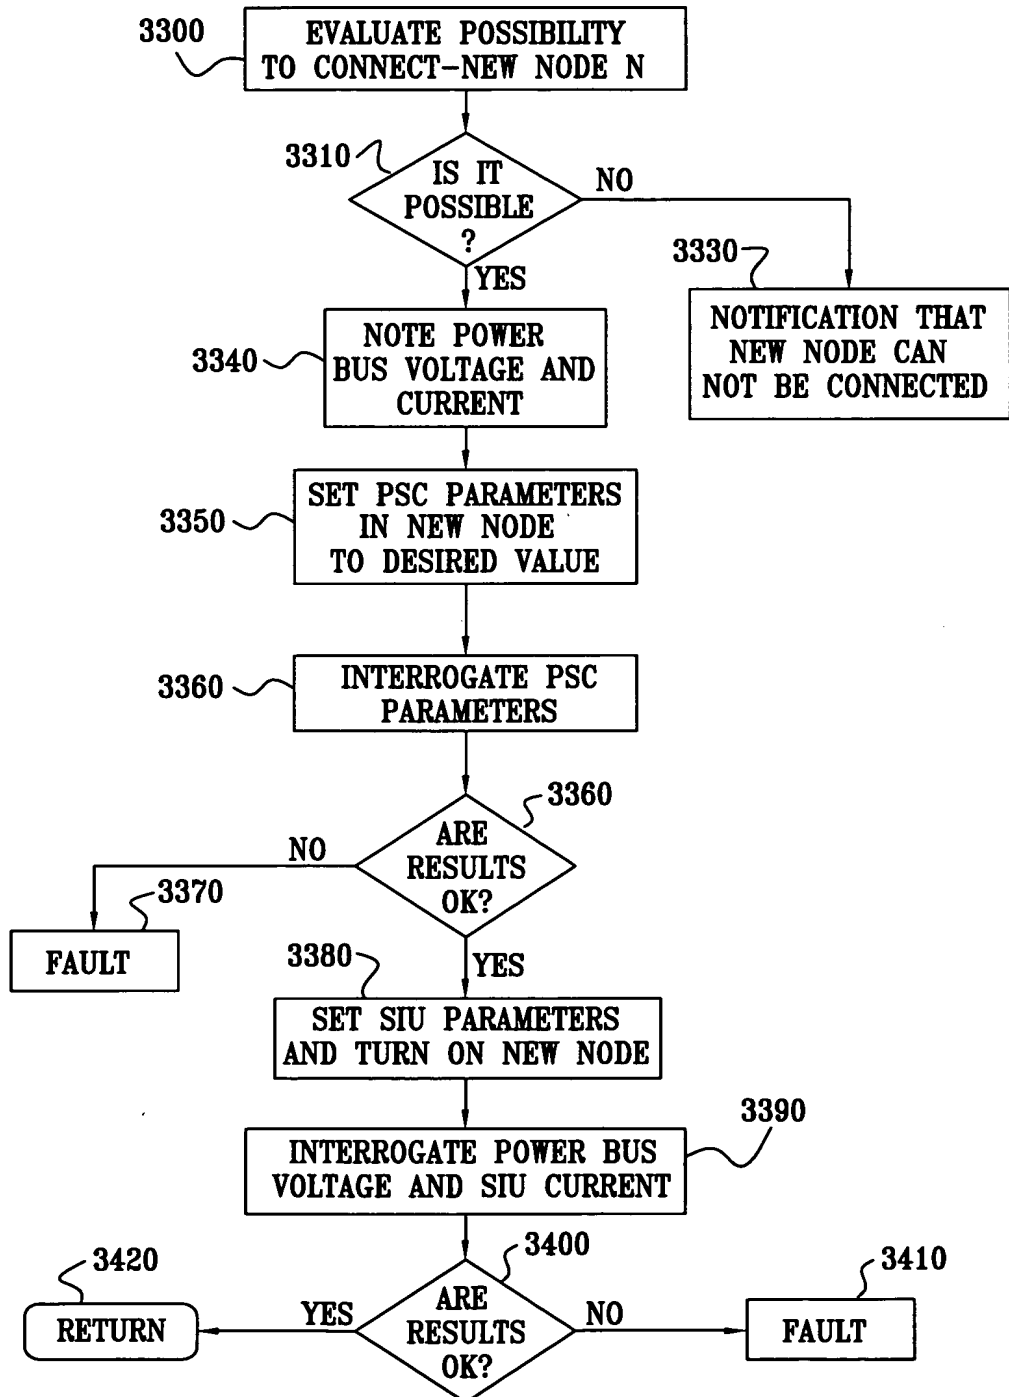 3300
EVALUATE POSSIBILITY
TO CONNECT-NEW NODE N
3310
IS IT
POSSIBLE
?
NO
YES
3330
NOTIFICATION THAT
NEW NODE CAN
NOT BE CONNECTED
3340
NOTE POWER
BUS VOLTAGE AND
CURRENT
3350
SET PSC PARAMETERS
IN NEW NODE
TO DESIRED VALUE
3360
INTERROGATE PSC
PARAMETERS
3360
ARE
RESULTS
OK?
NO
3370
FAULT
YES
3380
SET SIU PARAMETERS
AND TURN ON NEW NODE
3390
INTERROGATE POWER BUS
VOLTAGE AND SIU CURRENT
3400
ARE
RESULTS
OK?
YES
3420
RETURN
NO
3410
FAULT